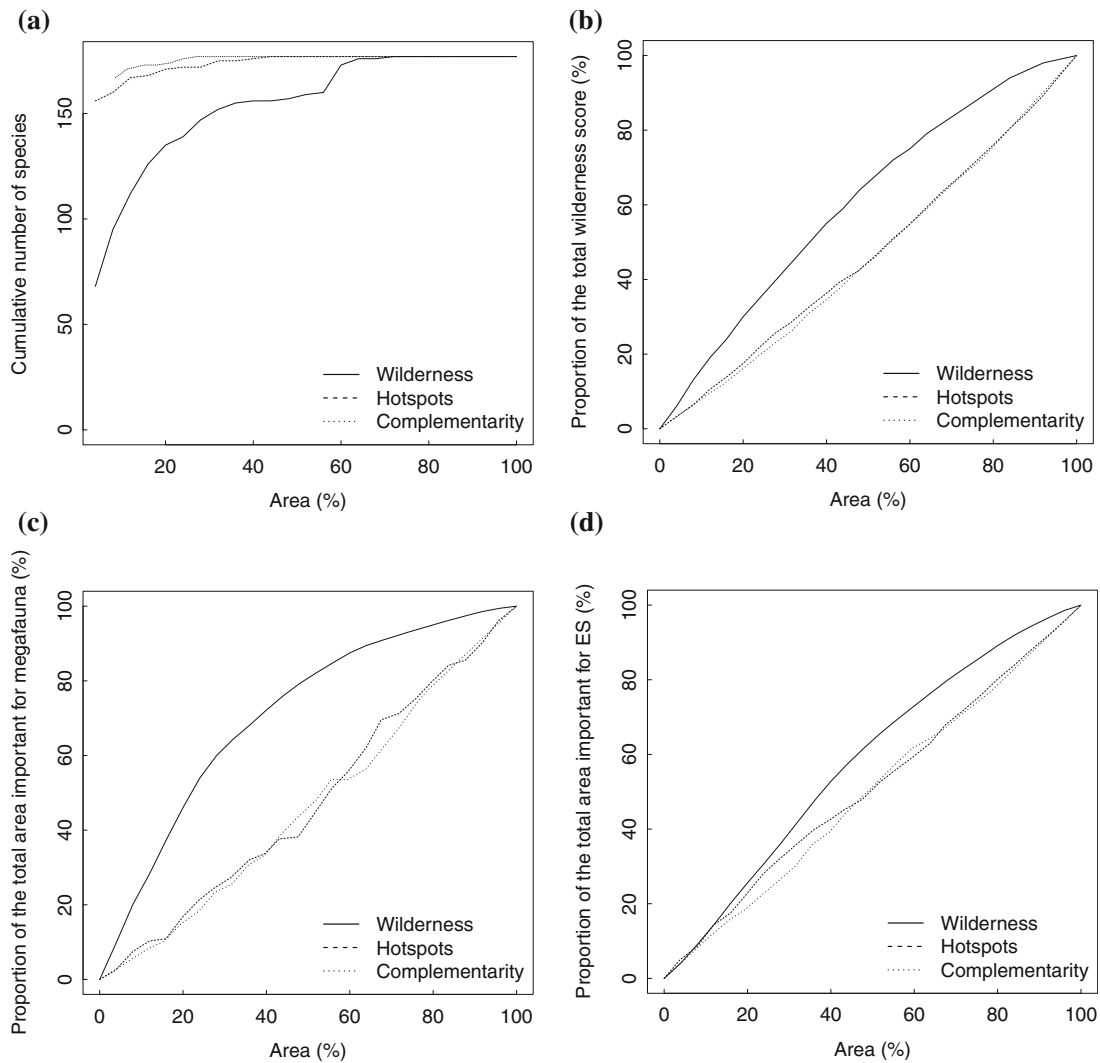 (a)
Cumulative number of species
150
100
50
0
20 40 60 80 100
Area (%)
Wilderness
Hotspots
Complementarity
(b)
Proportion of the total wilderness score (%)
100
80
60
40
20
0
0 20 40 60 80 100
Area (%)
Wilderness
Hotspots
Complementarity
(c)
Proportion of the total area important for megafauna (%)
100
80
60
40
20
0
0 20 40 60 80 100
Area (%)
Wilderness
Hotspots
Complementarity
(d)
Proportion of the total area important for ES (%)
100
80
60
40
20
0
0 20 40 60 80 100
Area (%)
Wilderness
Hotspots
Complementarity